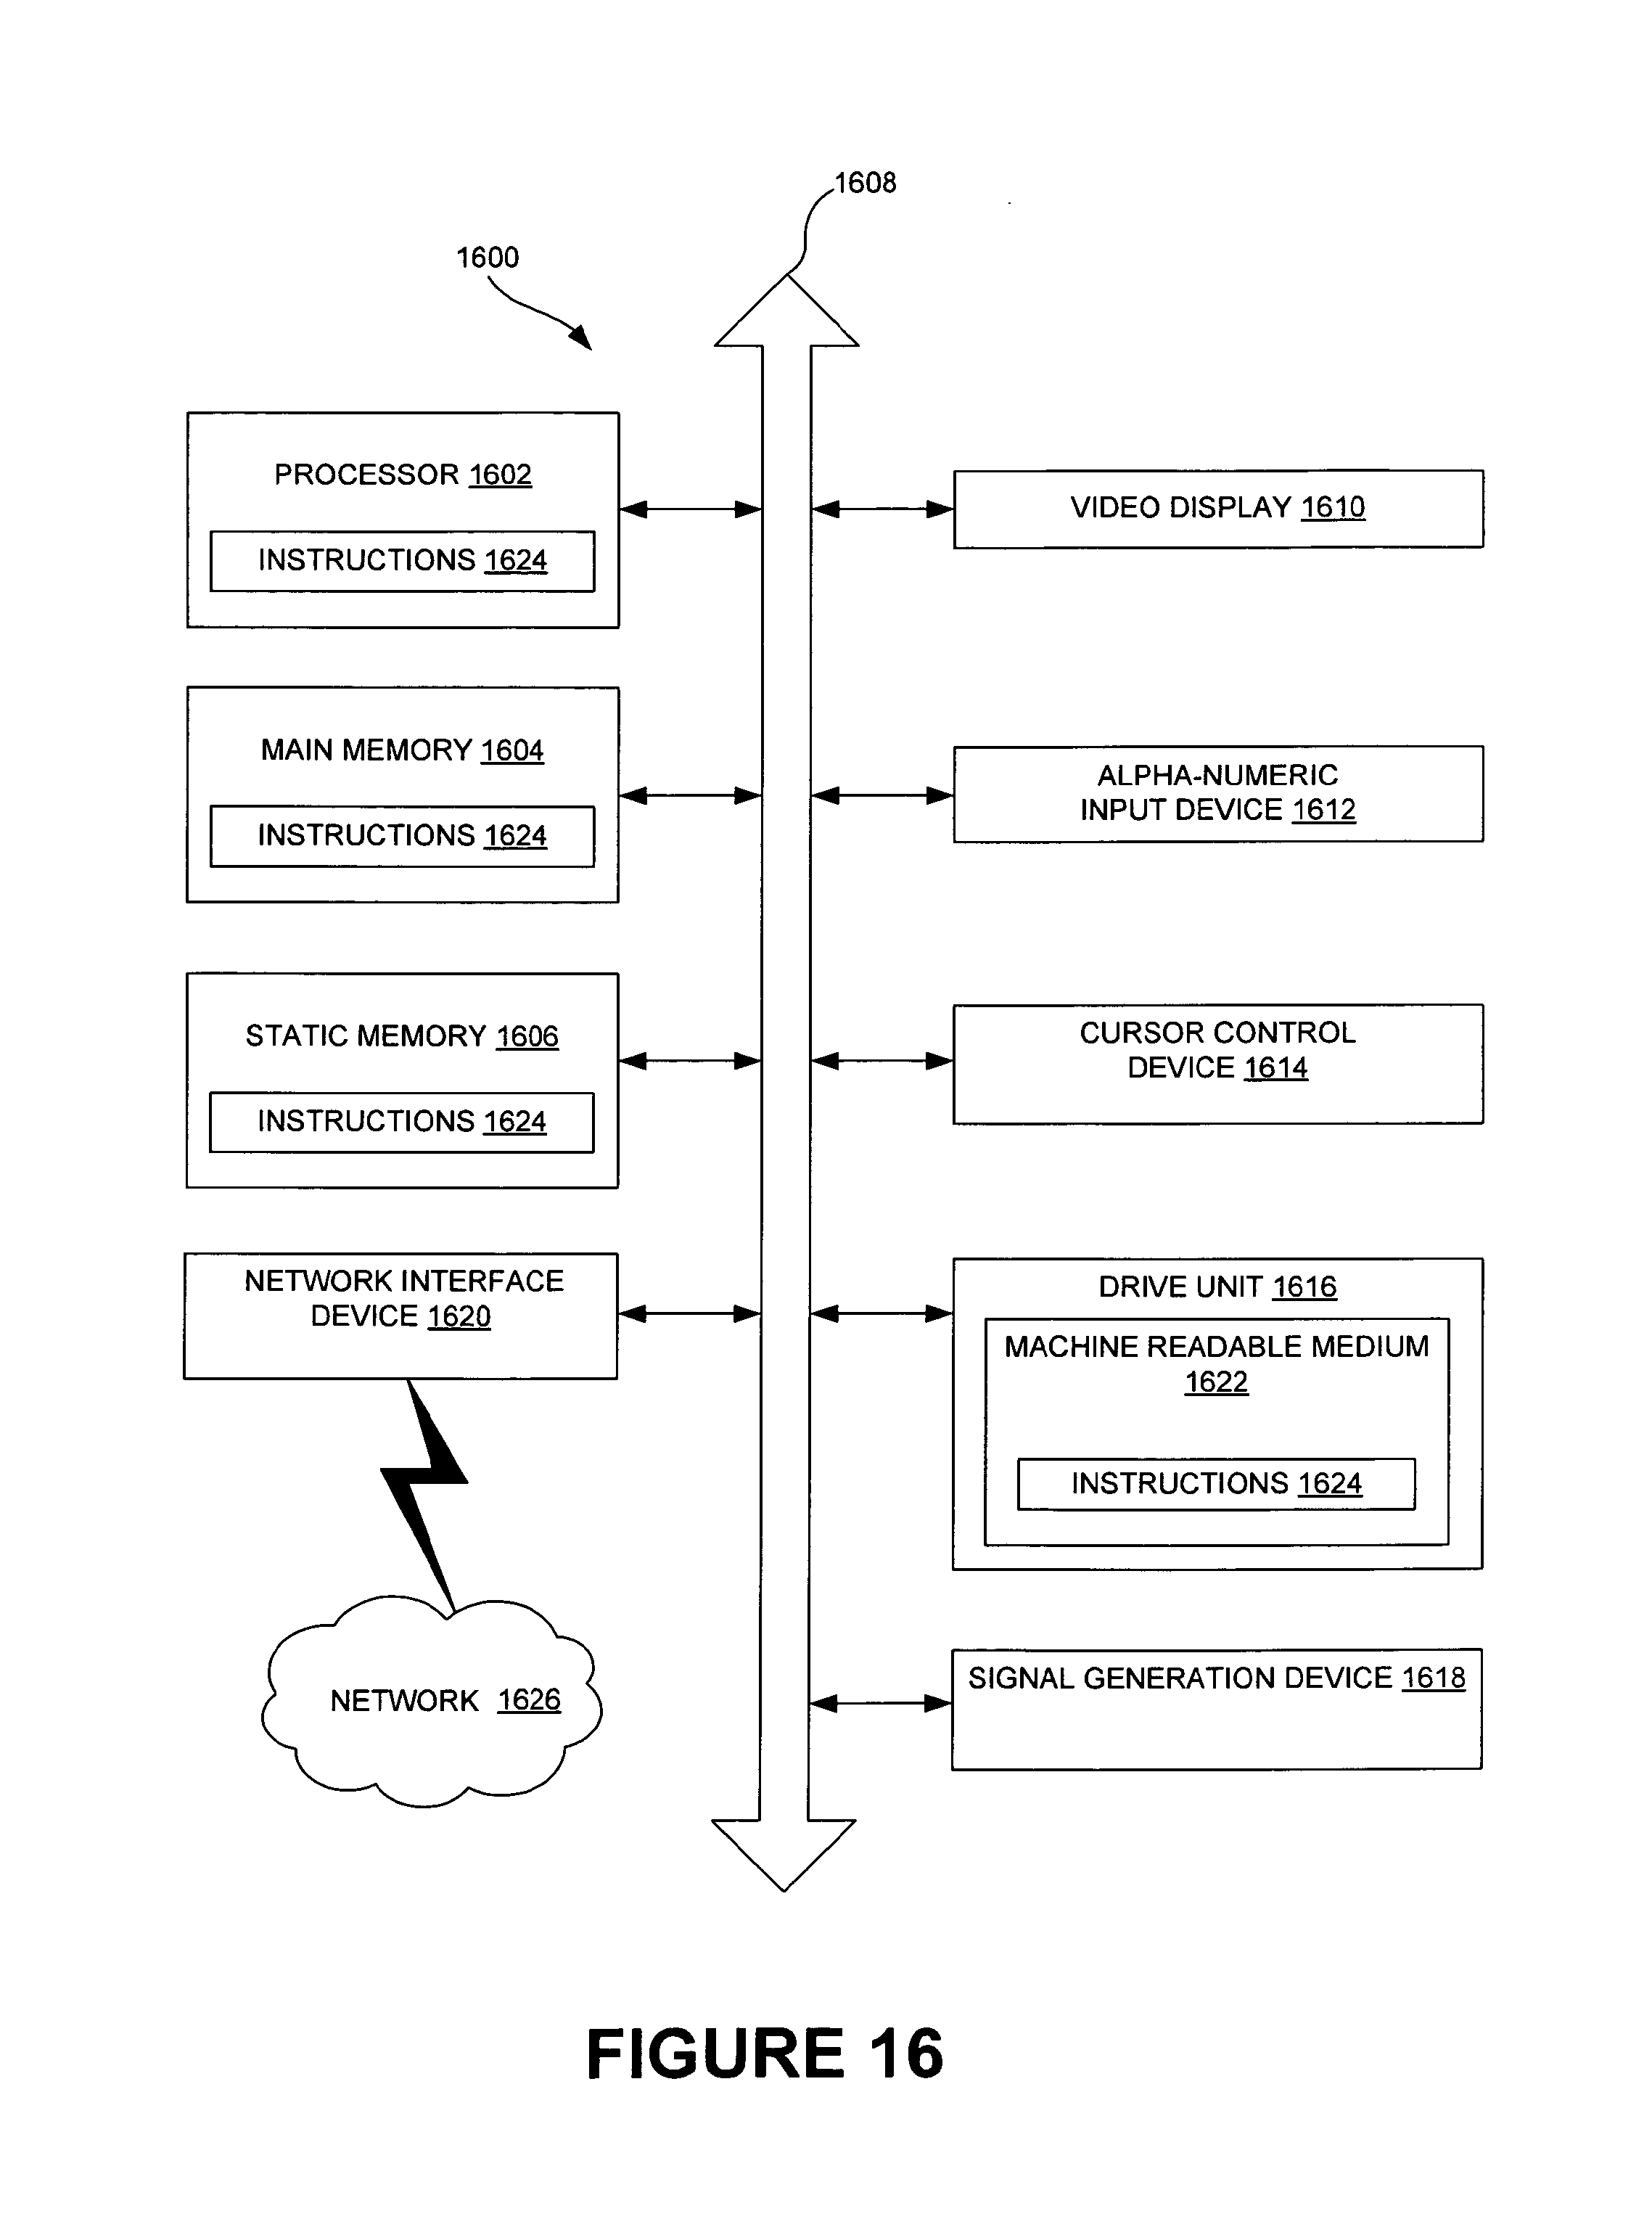 1608
1600
PROCESSOR 1602
INSTRUCTIONS 1624
MAIN MEMORY 1604
INSTRUCTIONS 1624
STATIC MEMORY 1606
INSTRUCTIONS 1624
NETWORK INTERFACE
DEVICE 1620
NETWORK 1626
VIDEO DISPLAY 1610
ALPHA-NUMERIC
INPUT DEVICE 1612
CURSOR CONTROL
DEVICE 1614
DRIVE UNIT 1616
MACHINE READABLE MEDIUM
1622
INSTRUCTIONS 1624
SIGNAL GENERATION DEVICE 1618
FIGURE 16